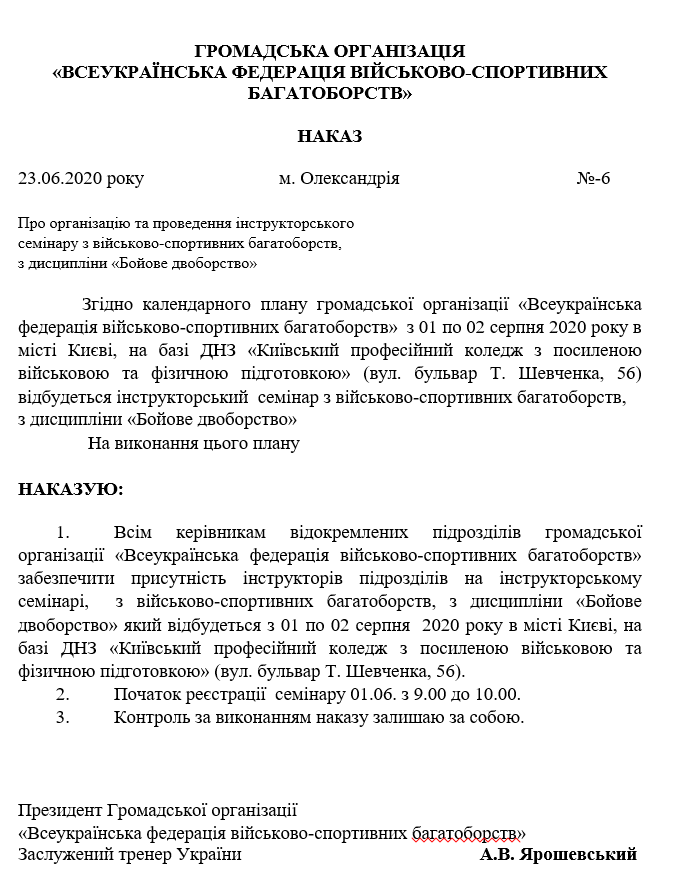 ГРОМАДСЬКА ОРГАНІЗАЦІЯ
«ВСЕУКРАЇНСЬКА ФЕДЕРАЦІЯ ВІЙСЬКОВО-СПОРТИВНИХ
БАГАТОБОРСТВ»
НАКАЗ
23.06.2020 року м. Олександрія №-6
Про організацію та проведення інструкторського
семінару з військово-спортивних багатоборств,
з дисципліни «Бойове двоборство»
Згідно календарного плану громадської організації «Всеукраїнська
федерація військово-спортивних багатоборств» з 01 по 02 серпня 2020 року в
місті Києві, на базі ДНЗ «Київський професійний коледж з посиленою
військовою та фізичною підготовкою» (вул. бульвар Т. Шевченка, 56)
відбудеться інструкторський семінар з військово-спортивних багатоборств,
з дисципліни «Бойове двоборство»
На виконання цього плану
НАКАЗУЮ:
1. Всім керівникам відокремлених підрозділів громадської
організації «Всеукраїнська федерація військово-спортивних багатоборств»
забезпечити присутність інструкторів підрозділів на інструкторському
семінарі, з військово-спортивних багатоборств, з дисципліни «Бойове
двоборство» який відбудеться з 01 по 02 серпня 2020 року в місті Києві, на
базі ДНЗ «Київський професійний коледж з посиленою військовою та
фізичною підготовкою» (вул. бульвар Т. Шевченка, 56).
2. Початок реєстрації семінару 01.06. з 9.00 до 10.00.
3. Контроль за виконанням наказу залишаю за собою.
Президент Громадської організації
«Всеукраїнська федерація військово-спортивних багатоборств»
Заслужений тренер України А.В. Ярошевський